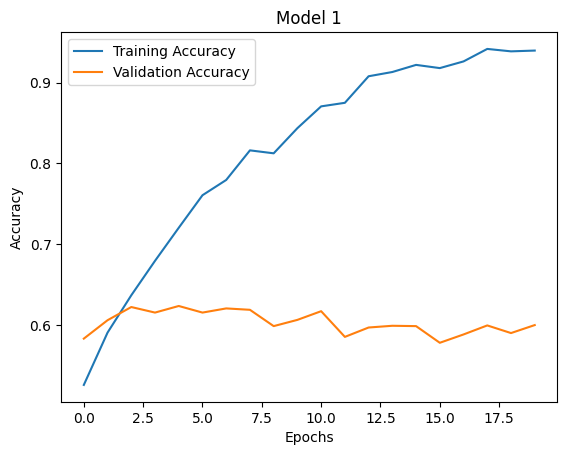 Model 1
Training Accuracy
Validation Accuracy
Accuracy
0.9
0.8
0.7
0.6
0.0 2.5 5.0 7.5 10.0 12.5 15.0 17.5
Epochs